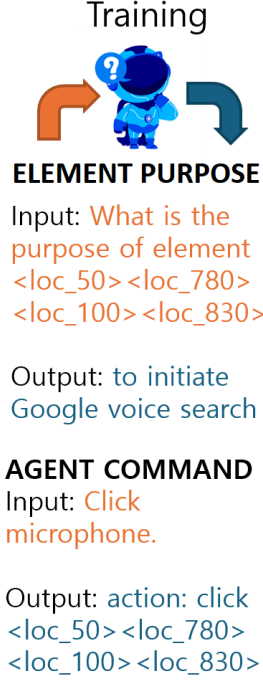 Training
?
ELEMENT PURPOSE
Input: What is the
purpose of element
<loc_50><loc_780>
<loc_100><loc_830>
Output: to initiate
Google voice search
AGENT COMMAND
Input: Click
microphone.
Output: action: click
<loc_50><loc_780>
<loc_100><loc_830>